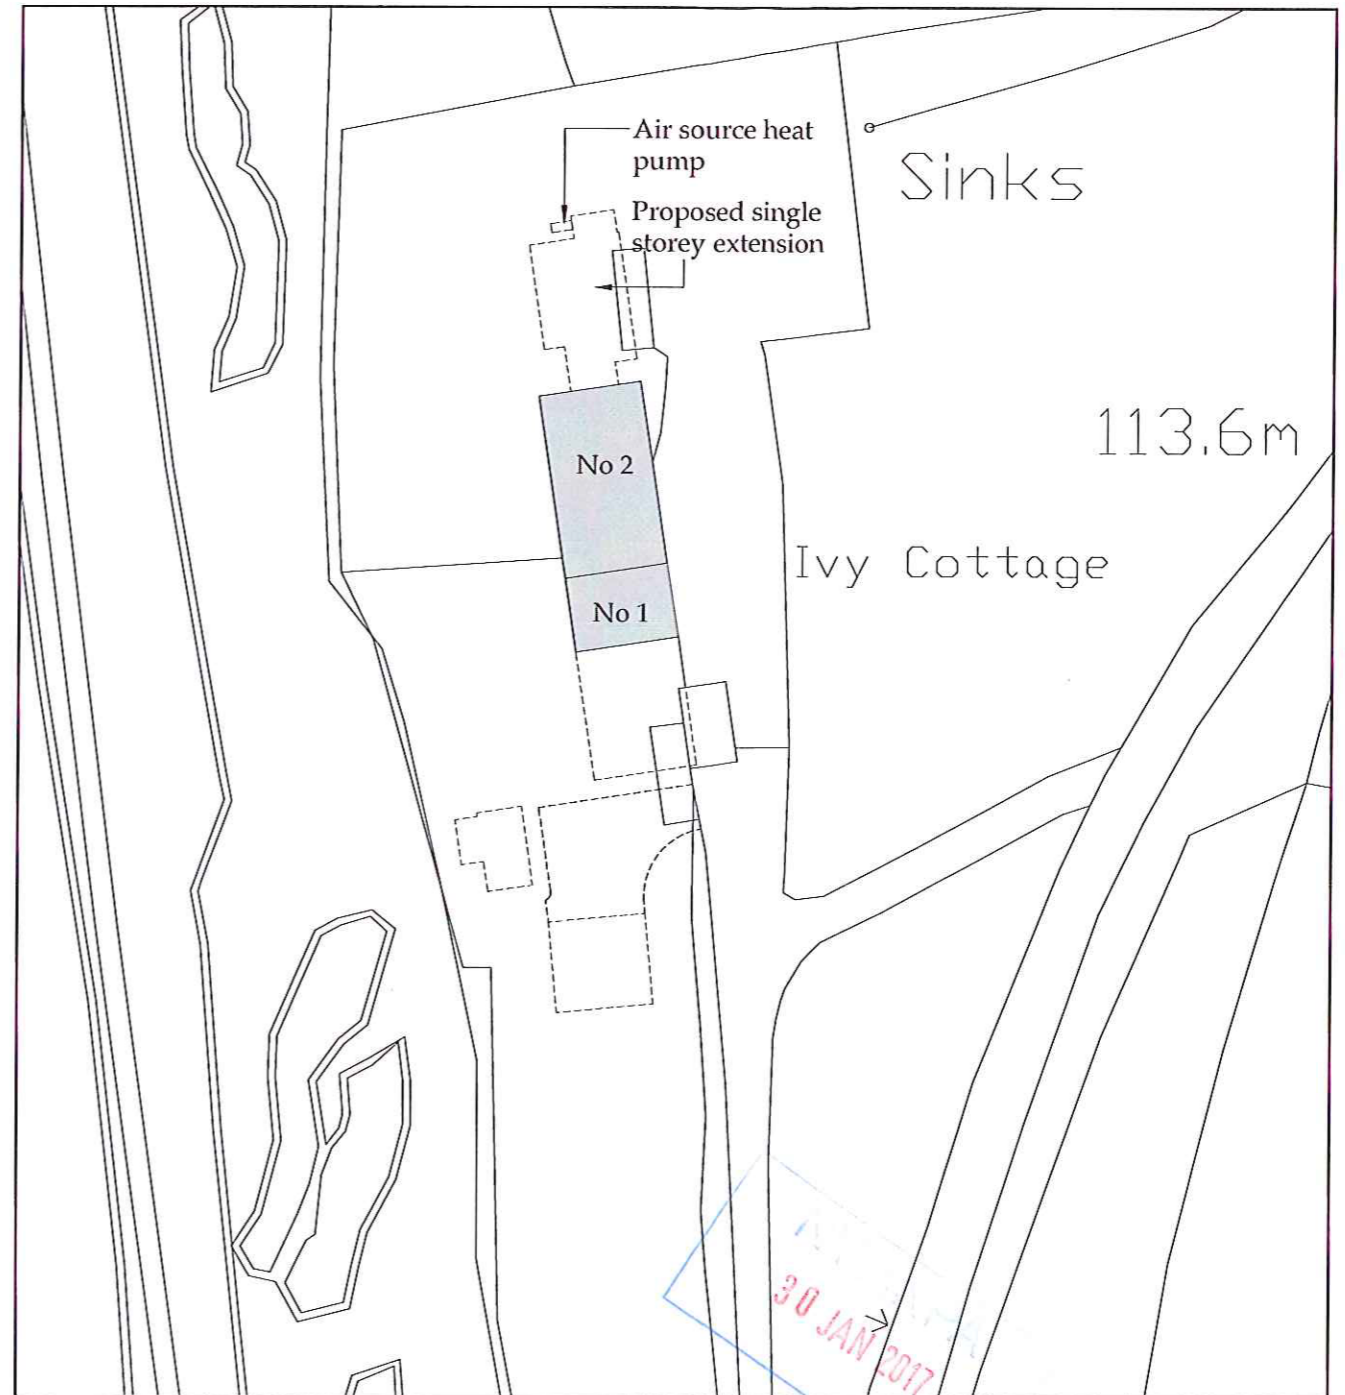 Air source heat
pump
Sinks
Proposed single
storey extension
113.6m
No 2
Ivy Cottage
No 1
30 JAN 2017